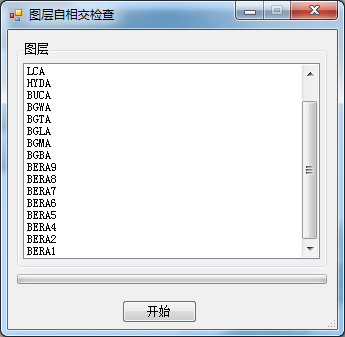 图层自相交检查
图层
LCA
HYDA
BUCA
BGWA
BGTA
BGLA
BGMA
BGBA
BERA9
BERA8
BERA7
BERA6
BERA5
BERA4
BERA2
BERA1
开始